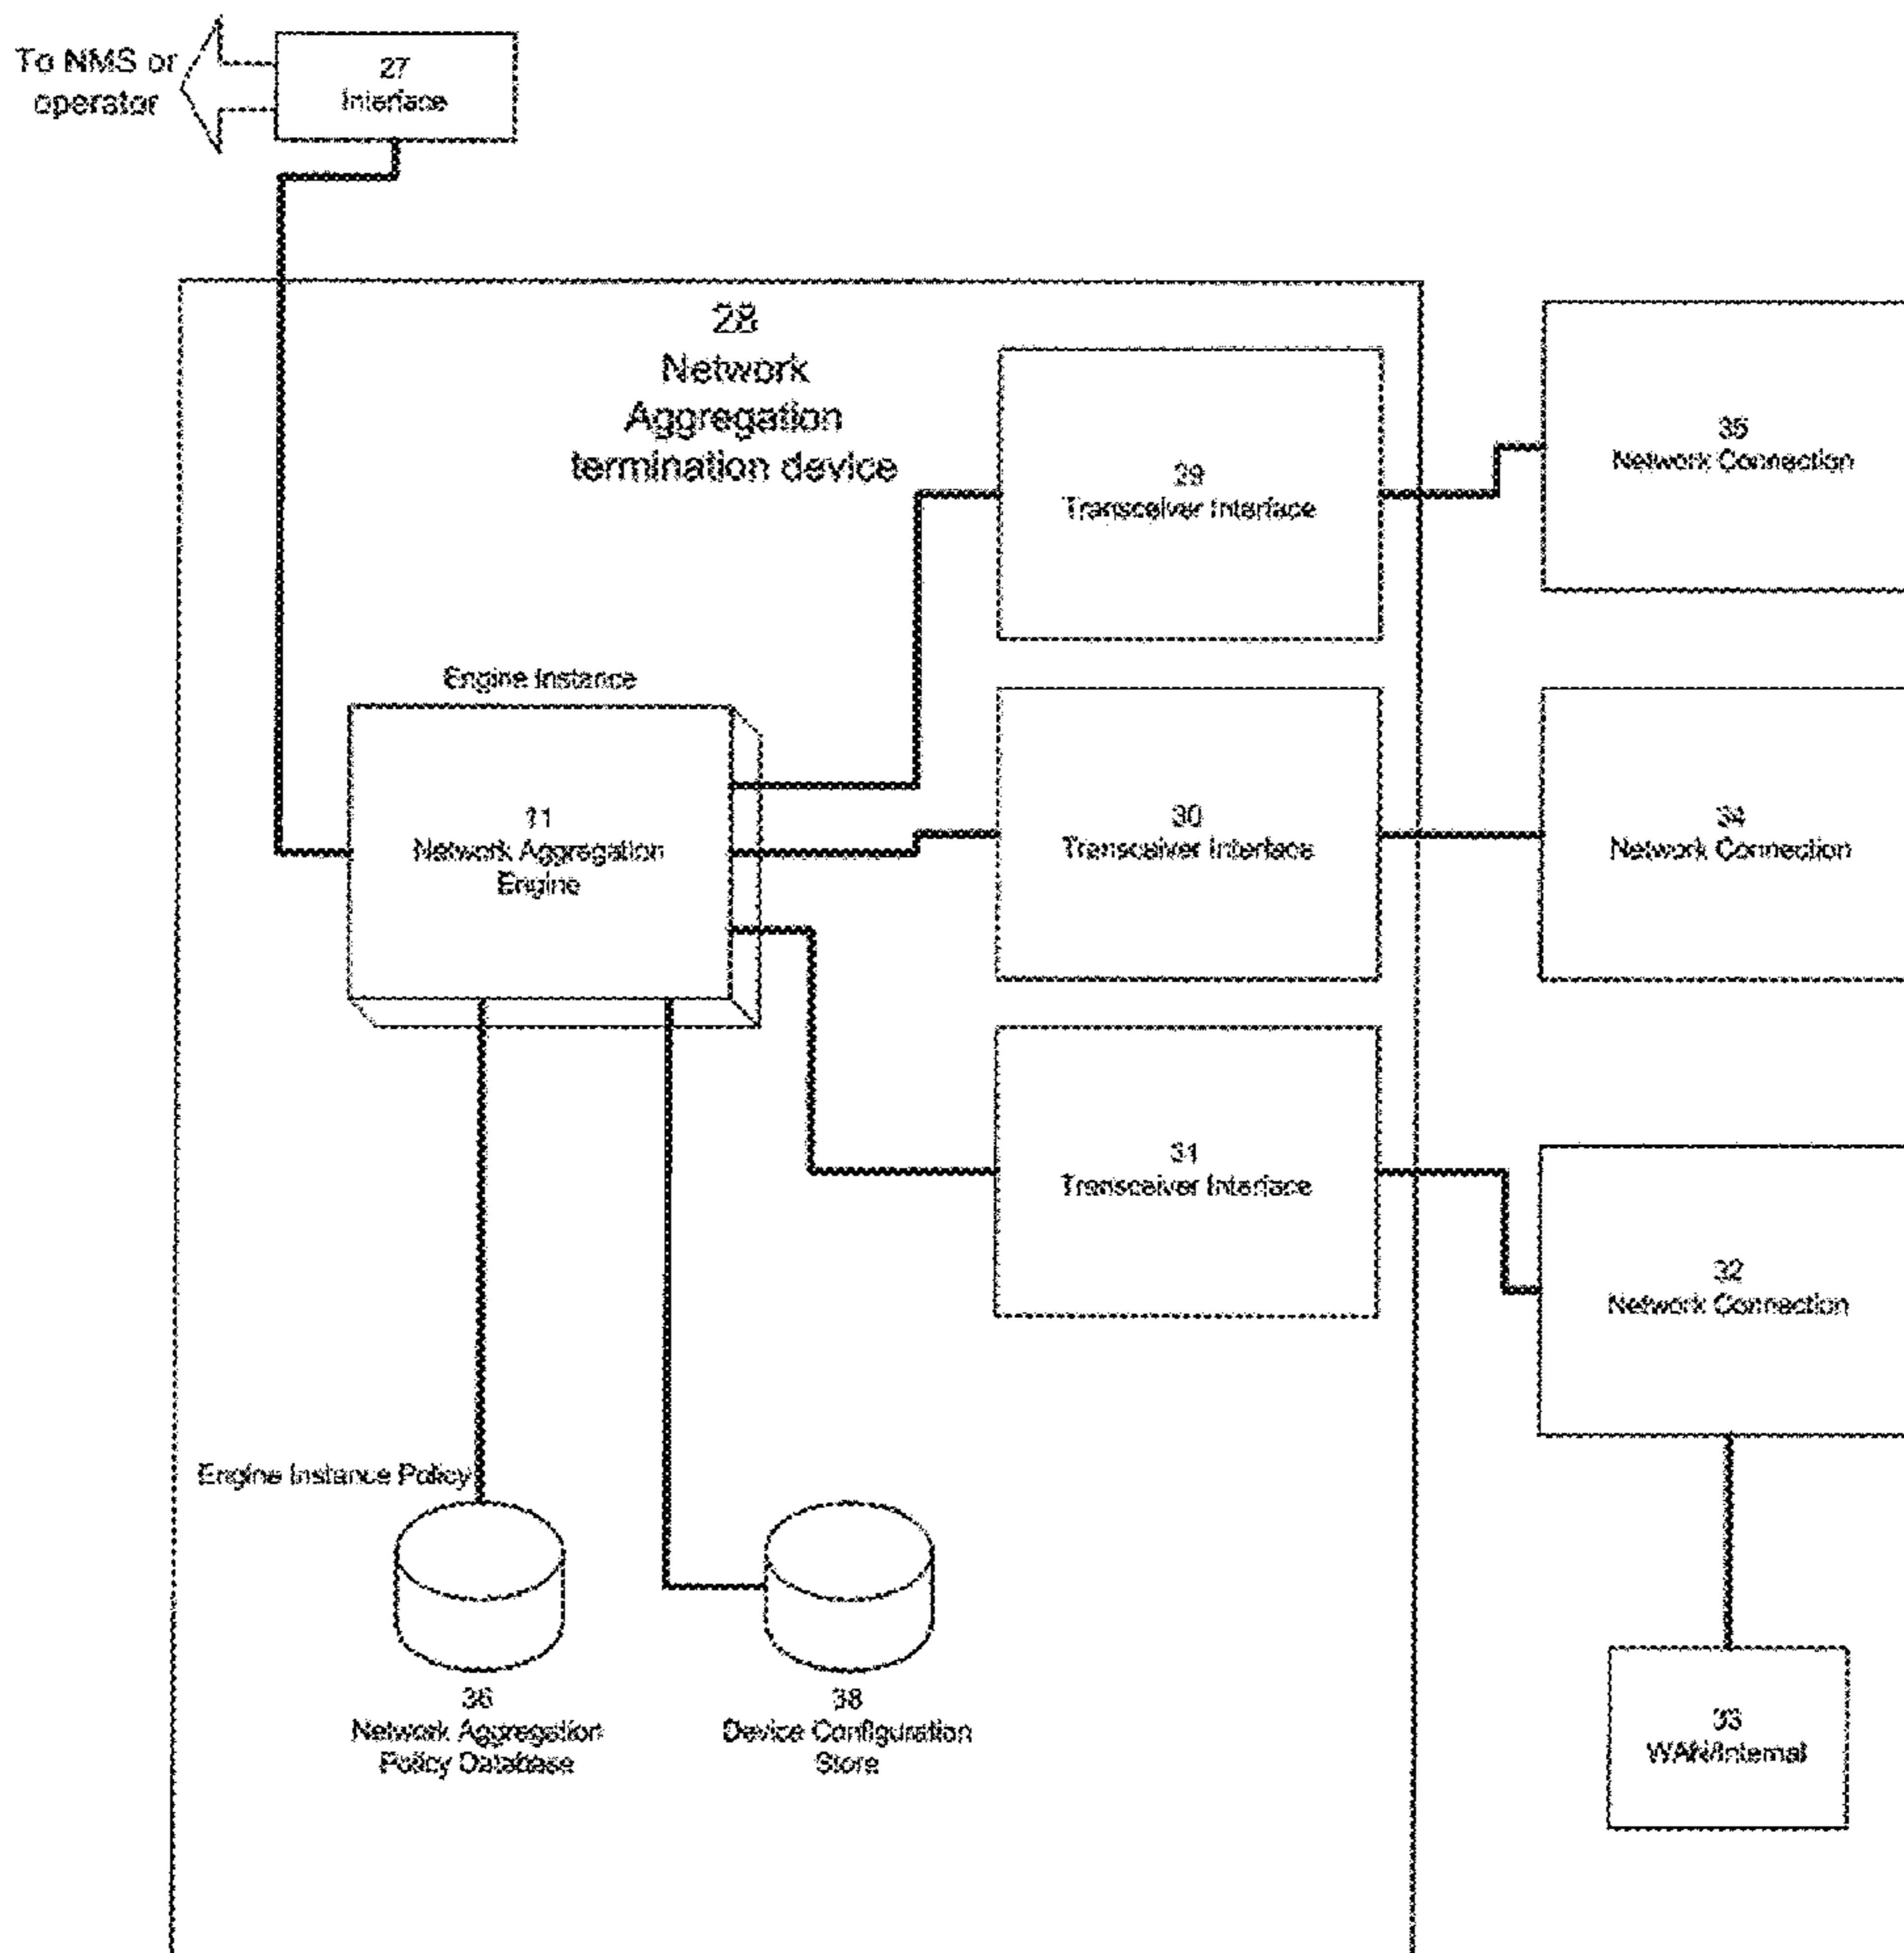 To NMS or
operator
27
Interface
28
Network
Aggregation
termination device
29
Transceiver Interface
35
Network Connection
Engine Instance
11
Network Aggregation
Engine
30
Transceiver Interface
34
Network Connection
31
Transceiver Interface
32
Network Connection
Engine Instance Policy
36
Network Aggregation
Policy Database
38
Device Configuration
Store
33
WAN/Internal